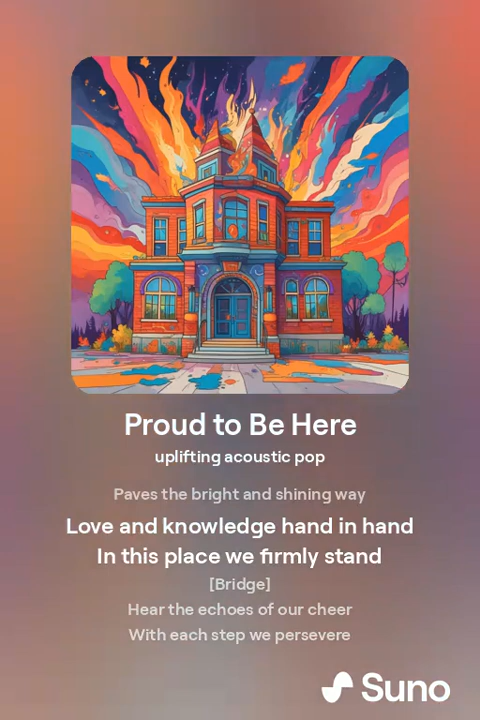 Proud to Be Here
uplifting acoustic pop
Paves the bright and shining way
Love and knowledge hand in hand
In this place we firmly stand
[Bridge]
Hear the echoes of our cheer
With each step we persevere
Suno